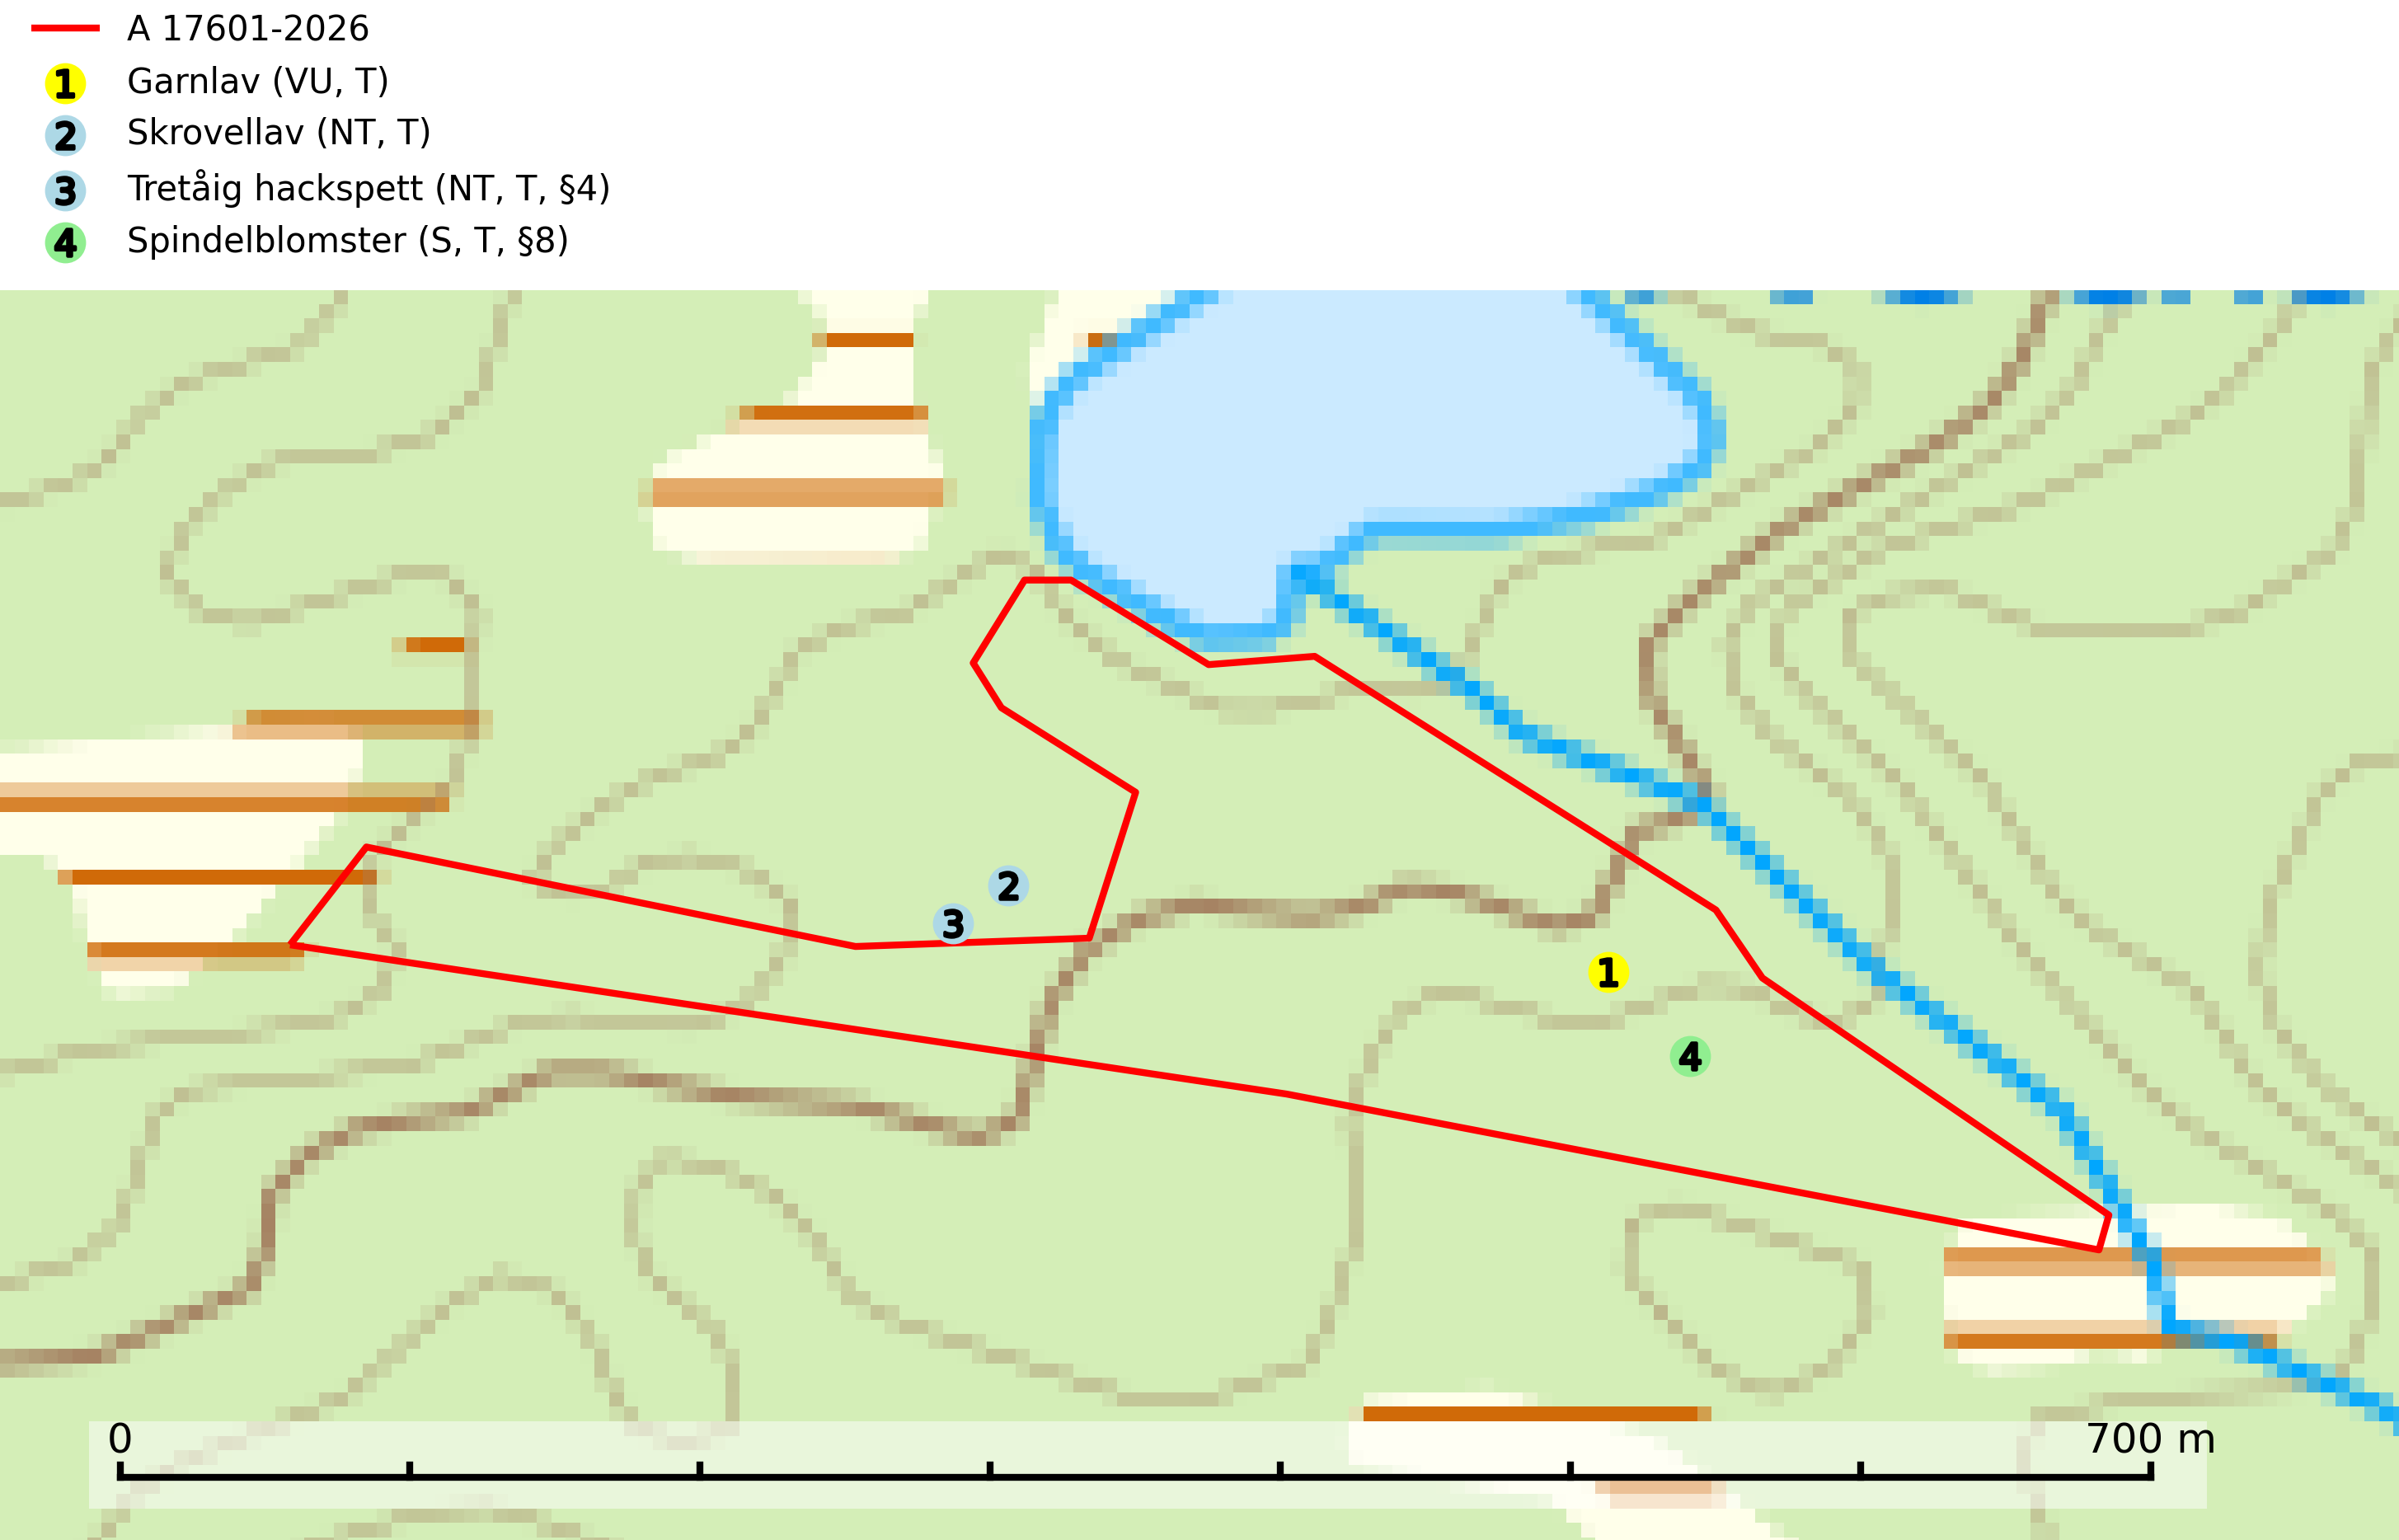 A 17601-2026
1 Garnlav (VU, T)
2 Skrovellav (NT, T)
3 Tretåig hackspett (NT, T, §4)
4 Spindelblomster (S, T, §8)
2
3
1
4
0 700 m